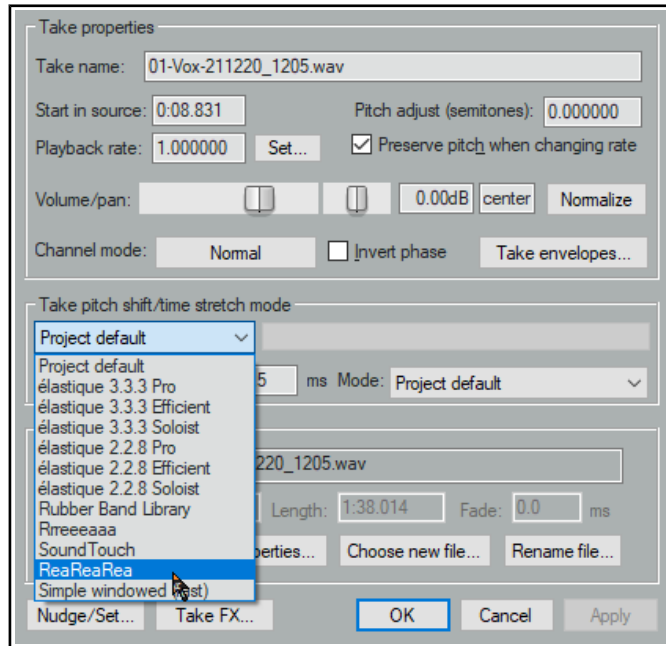 Take properties
Take name: 01-Vox-211220_1205.wav
Start in source: 0:08.831 Pitch adjust (semitones): 0.000000
Playback rate: 1.000000 Set... Preserve pitch when changing rate
Volume/pan: 0.00dB center Normalize
Channel mode: Normal Invert phase Take envelopes...
Take pitch shift/time stretch mode
Project default
Project default
élastique 3.3.3 Pro
5 ms Mode: Project default
élastique 3.3.3 Efficient
élastique 3.3.3 Soloist
élastique 2.2.8 Pro
élastique 2.2.8 Efficient
220_1205.wav
élastique 2.2.8 Soloist
Rubber Band Library
Length: 1:38.014 Fade: 0.0 ms
Rrreeeaaa
SoundTouch
perties... Choose new file... Rename file...
ReaReaRea
Simple windowed
Nudge/Set... Take FX... OK Cancel Apply